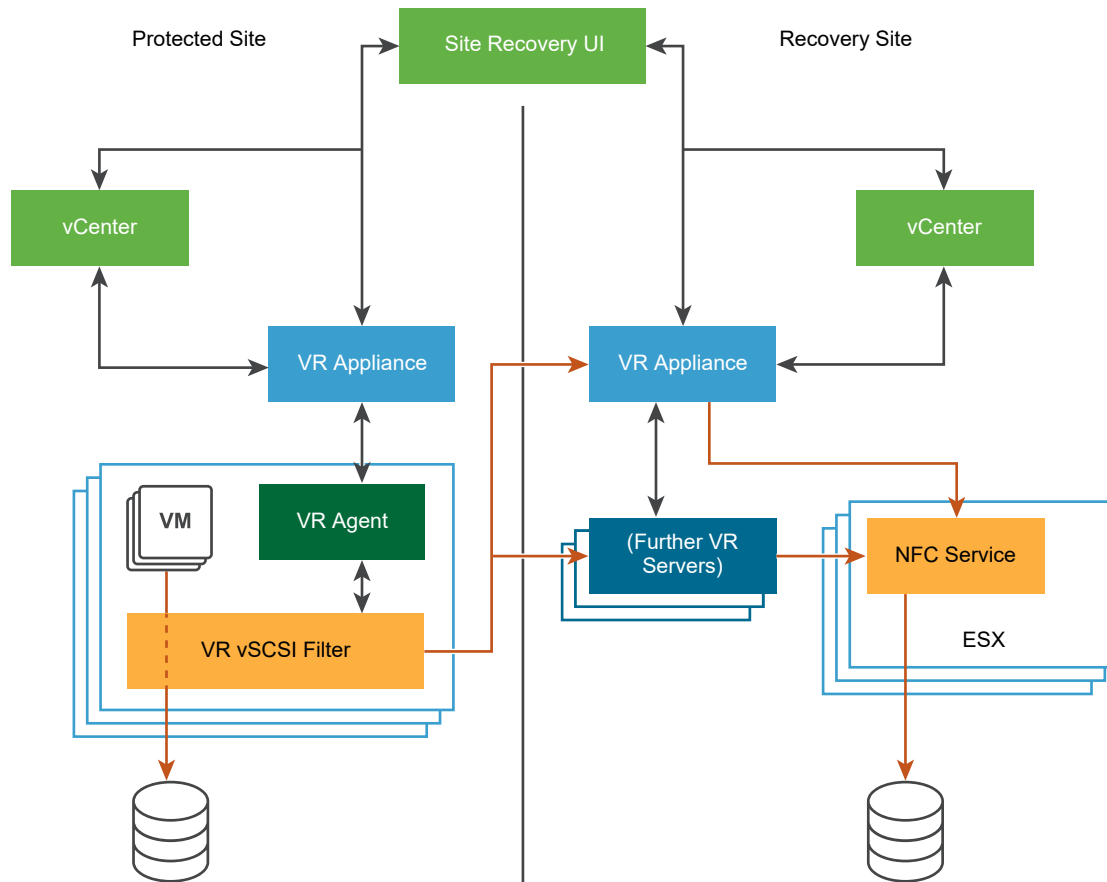 Protected Site
Site Recovery UI
Recovery Site
vCenter
vCenter
VR Appliance
VR Appliance
VM
VR Agent
(Further VR
Servers)
NFC Service
VR vSCSI Filter
ESX